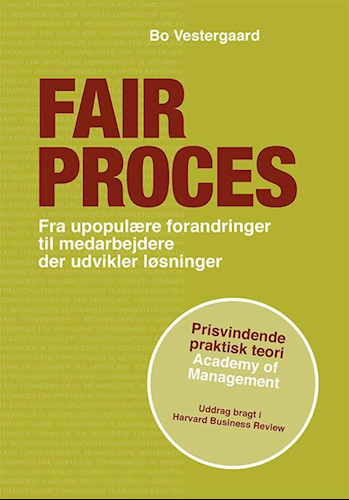 Bo Vestergaard
FAIR
PROCES
Fra upopulære forandringer
til medarbejdere
der udvikler løsninger
Prisvindende
praktisk teori
Academy of
Management
Uddrag bragt i
Harvard Business Review